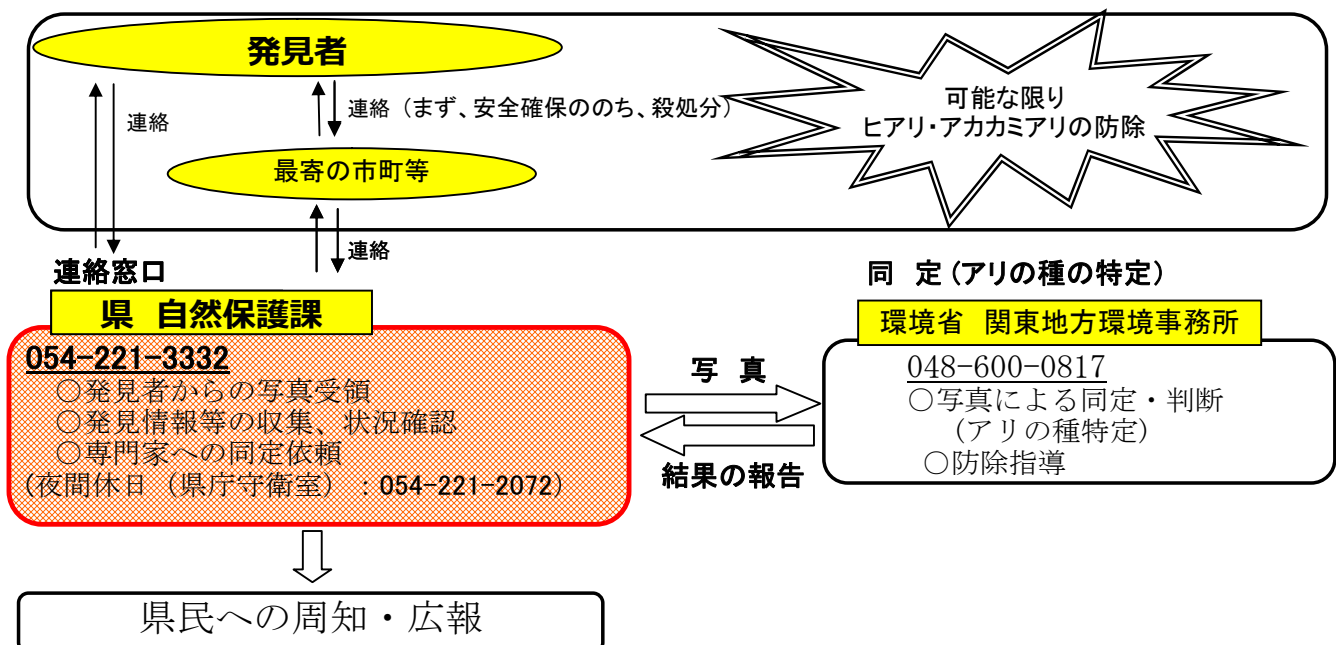 発見者
可能な限り
ヒアリ・アカカミアリの防除
連絡
連絡（まず、安全確保ののち、殺処分）
最寄の市町等
連絡
連絡窓口
県　自然保護課
054-221-3332
○発見者からの写真受領
○発見情報等の収集、状況確認
○専門家への同定依頼
(夜間休日（県庁守衛室）：054-221-2072)
写　真
結果の報告
同　定（アリの種の特定）
環境省　関東地方環境事務所
048-600-0817
○写真による同定・判断
（アリの種特定）
○防除指導
県民への周知・広報